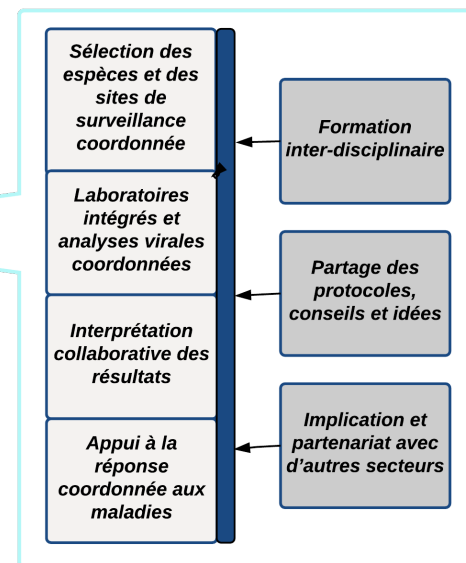 Sélection des
espèces et des
sites de
surveillance
coordonnée
Laboratoires
intégrés et
analyses virales
coordonnées
Interprétation
collaborative des
résultats
Appui à la
réponse
coordonnée aux
maladies
Formation
inter-disciplinaire
Partage des
protocoles,
conseils et idées
Implication et
partenariat avec
d’autres secteurs